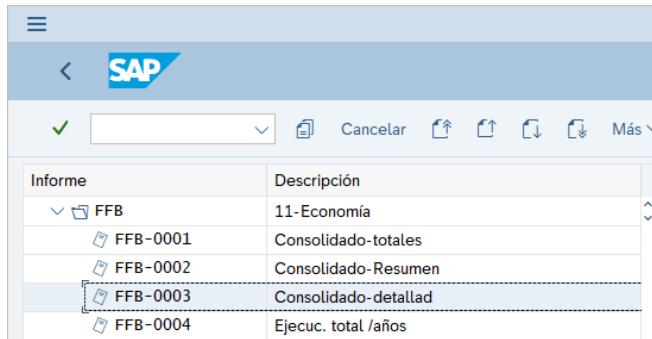 SAP
Cancelar Más
Informe Descripción
FFB 11-Economía
FFB-0001 Consolidado-totales
FFB-0002 Consolidado-Resumen
FFB-0003 Consolidado-detallad
FFB-0004 Ejecuc. total /años